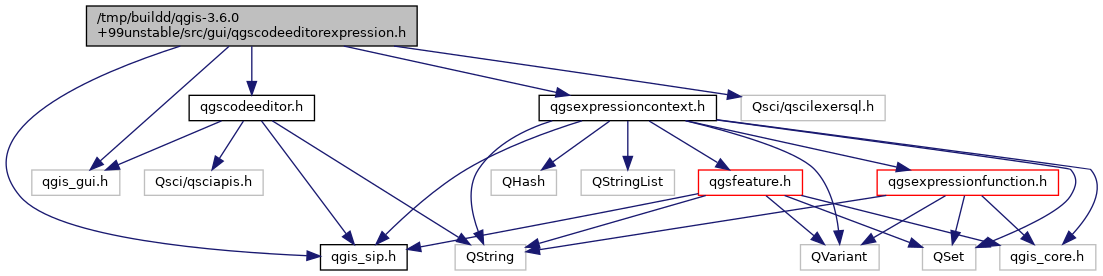 /tmp/buildd/qgis-3.6.0
+99unstable/src/gui/qgscodeeditorexpression.h
qgscodeeditor.h
qgsexpressioncontext.h
Qsci/qscilexersql.h
qgis_gui.h
Qsci/qsciapis.h
QHash
QStringList
qgsfeature.h
qgsexpressionfunction.h
qgis_sip.h
QString
QVariant
QSet
qgis_core.h